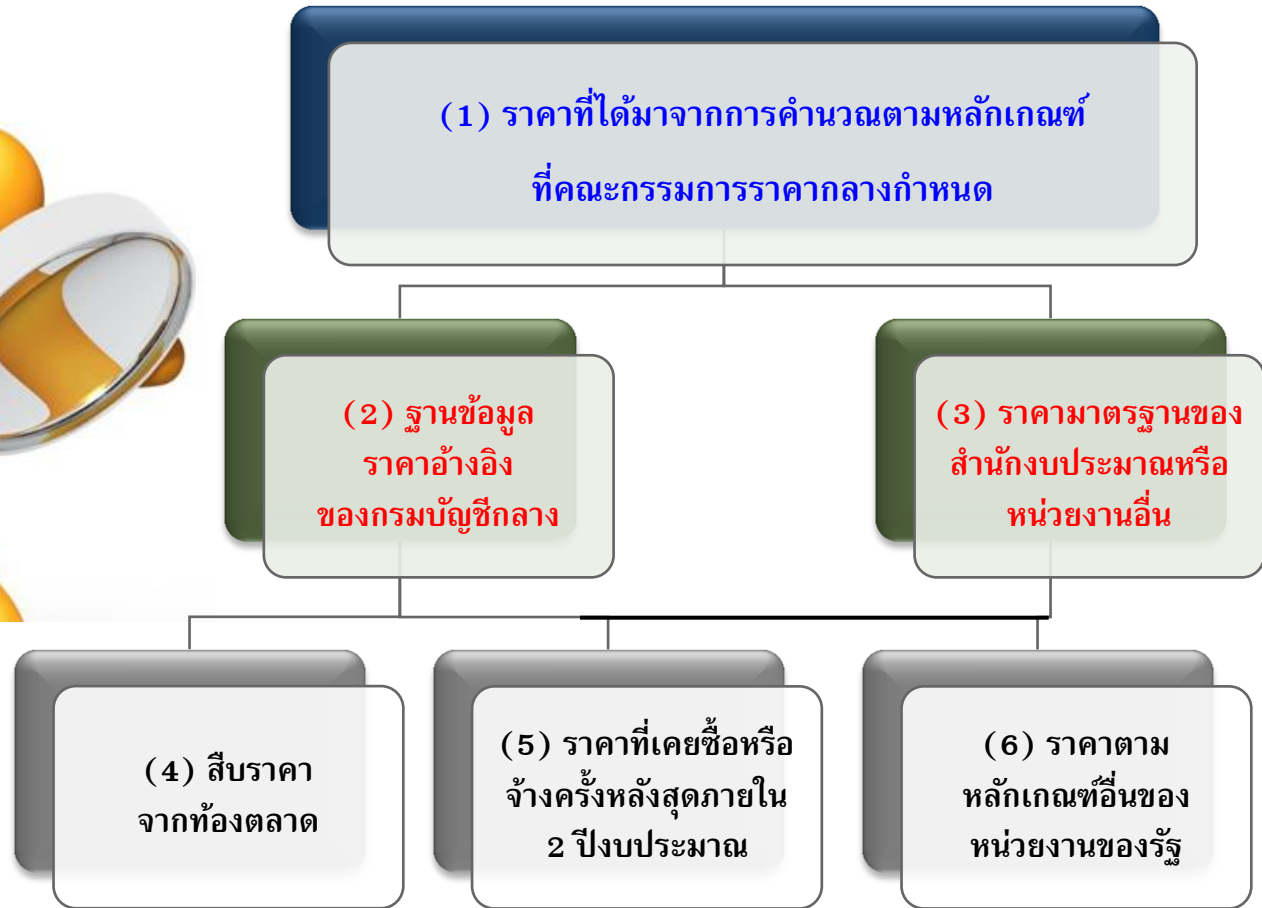 (1) ราคาที่ได้มาจากการคำนวณตามหลักเกณฑ์
ที่คณะกรรมการราคากลางกำหนด
(2) ฐานข้อมูล
ราคาอ้างอิง
ของกรมบัญชีกลาง
(3) ราคามาตรฐานของ
สำนักงบประมาณหรือ
หน่วยงานอื่น
(4) สืบราคา
จากท้องตลาด
(5) ราคาที่เคยซื้อหรือ
จ้างครั้งหลังสุดภายใน
2 ปีงบประมาณ
(6) ราคาตาม
หลักเกณฑ์อื่นของ
หน่วยงานของรัฐ